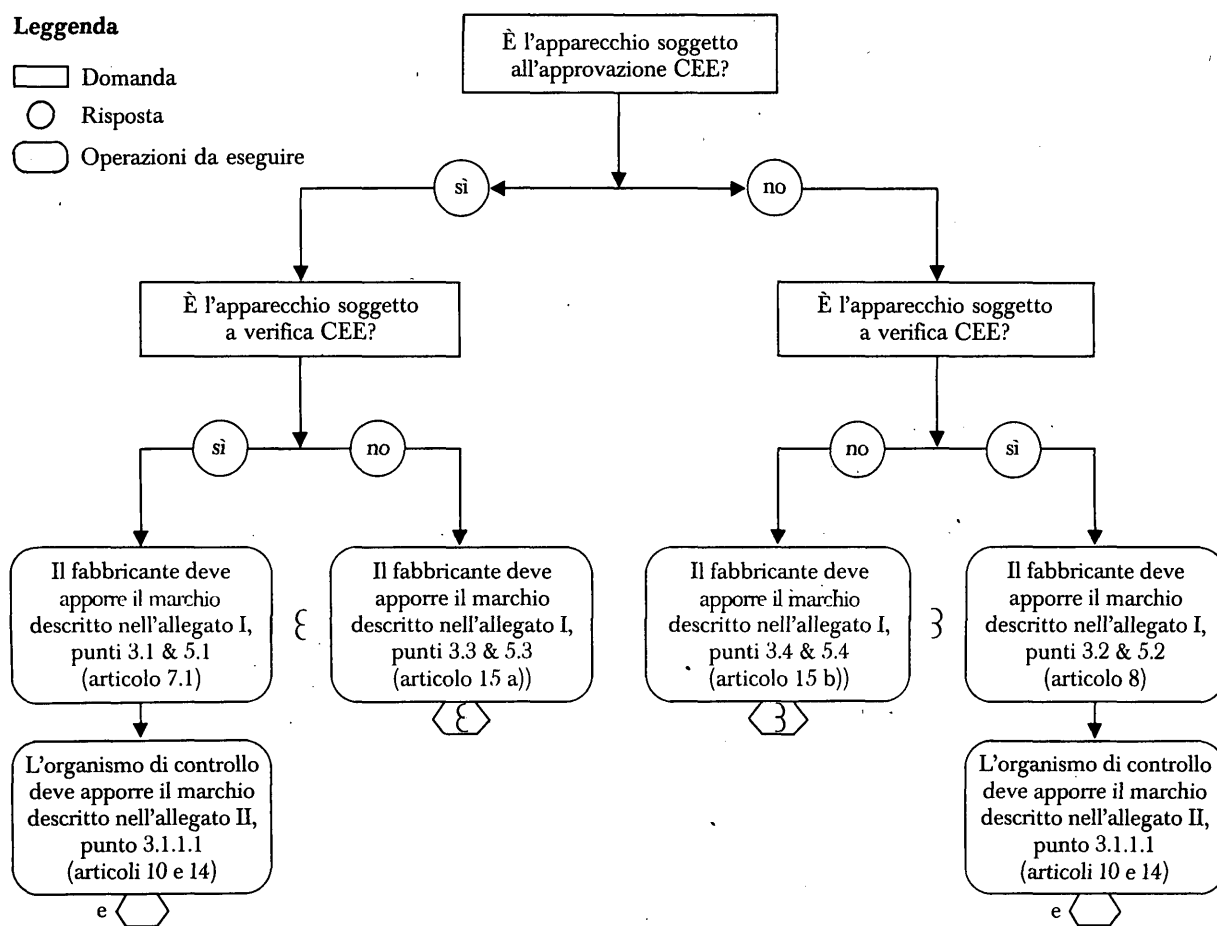 Leggenda
Domanda
Risposta
Operazioni da eseguire
È l'apparecchio soggetto
all'approvazione CEE?
sì
no
È l'apparecchio soggetto
a verifica CEE?
È l'apparecchio soggetto
a verifica CEE?
sì
no
no
sì
Il fabbricante deve
apporre il marchio
descritto nell'allegato I,
punti 3.1 & 5.1
(articolo 7.1)
ε
Il fabbricante deve
apporre il marchio
descritto nell'allegato I,
punti 3.3 & 5.3
(articolo 15 a))
ε
Il fabbricante deve
apporre il marchio
descritto nell'allegato I,
punti 3.4 & 5.4
(articolo 15 b))
3
3
Il fabbricante deve
apporre il marchio
descritto nell'allegato I,
punti 3.2 & 5.2
(articolo 8)
L'organismo di controllo
deve apporre il marchio
descritto nell'allegato II,
punto 3.1.1.1
(articoli 10 e 14)
e
L'organismo di controllo
deve apporre il marchio
descritto nell'allegato II,
punto 3.1.1.1
(articoli 10 e 14)
e